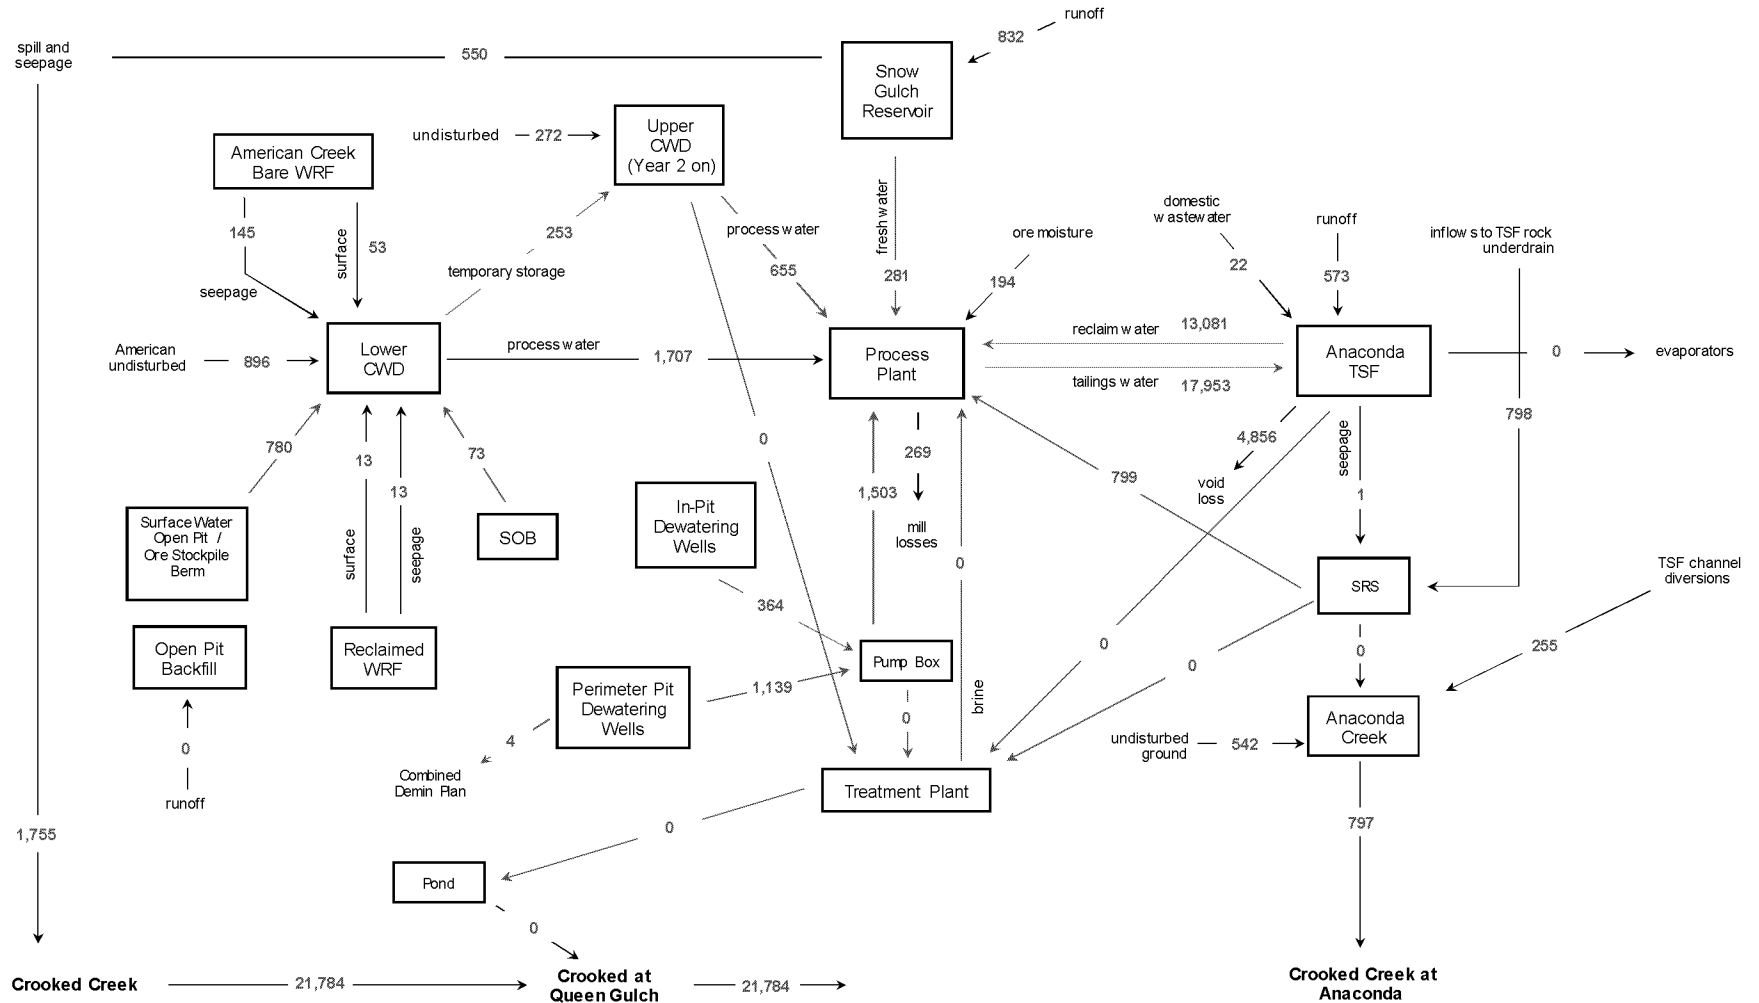 runoff
832
spill and
seepage
550
Snow
Gulch
Reservoir
undisturbed
272
Upper
CWD
(Year 2 on)
American Creek
Bare WRF
145
surface
53
seepage
253
temporary storage
process water
655
fresh water
281
ore moisture
194
domestic
wastewater
22
runoff
573
inflows to TSF rock
underdrain
American
undisturbed
896
Lower
CWD
process water
1,707
Process
Plant
reclaim water
13,081
tailings water
17,953
Anaconda
TSF
0
evaporators
798
780
13
13
73
0
1,503
269
mill
losses
0
799
4,856
void
loss
seepage
1
Surface Water
Open Pit /
Ore Stockpile
Berm
surface
seepage
SOB
In-Pit
Dewatering
Wells
364
SRS
TSF channel
diversions
255
Open Pit
Backfill
Reclaimed
WRF
Perimeter Pit
Dewatering
Wells
1,139
Pump Box
0
brine
0
0
0
Anaconda
Creek
undisturbed
ground
542
0
runoff
4
Combined
Demin Plan
Treatment Plant
0
797
1,755
Pond
0
Crooked Creek
21,784
Crooked at
Queen Gulch
21,784
Crooked Creek at
Anaconda